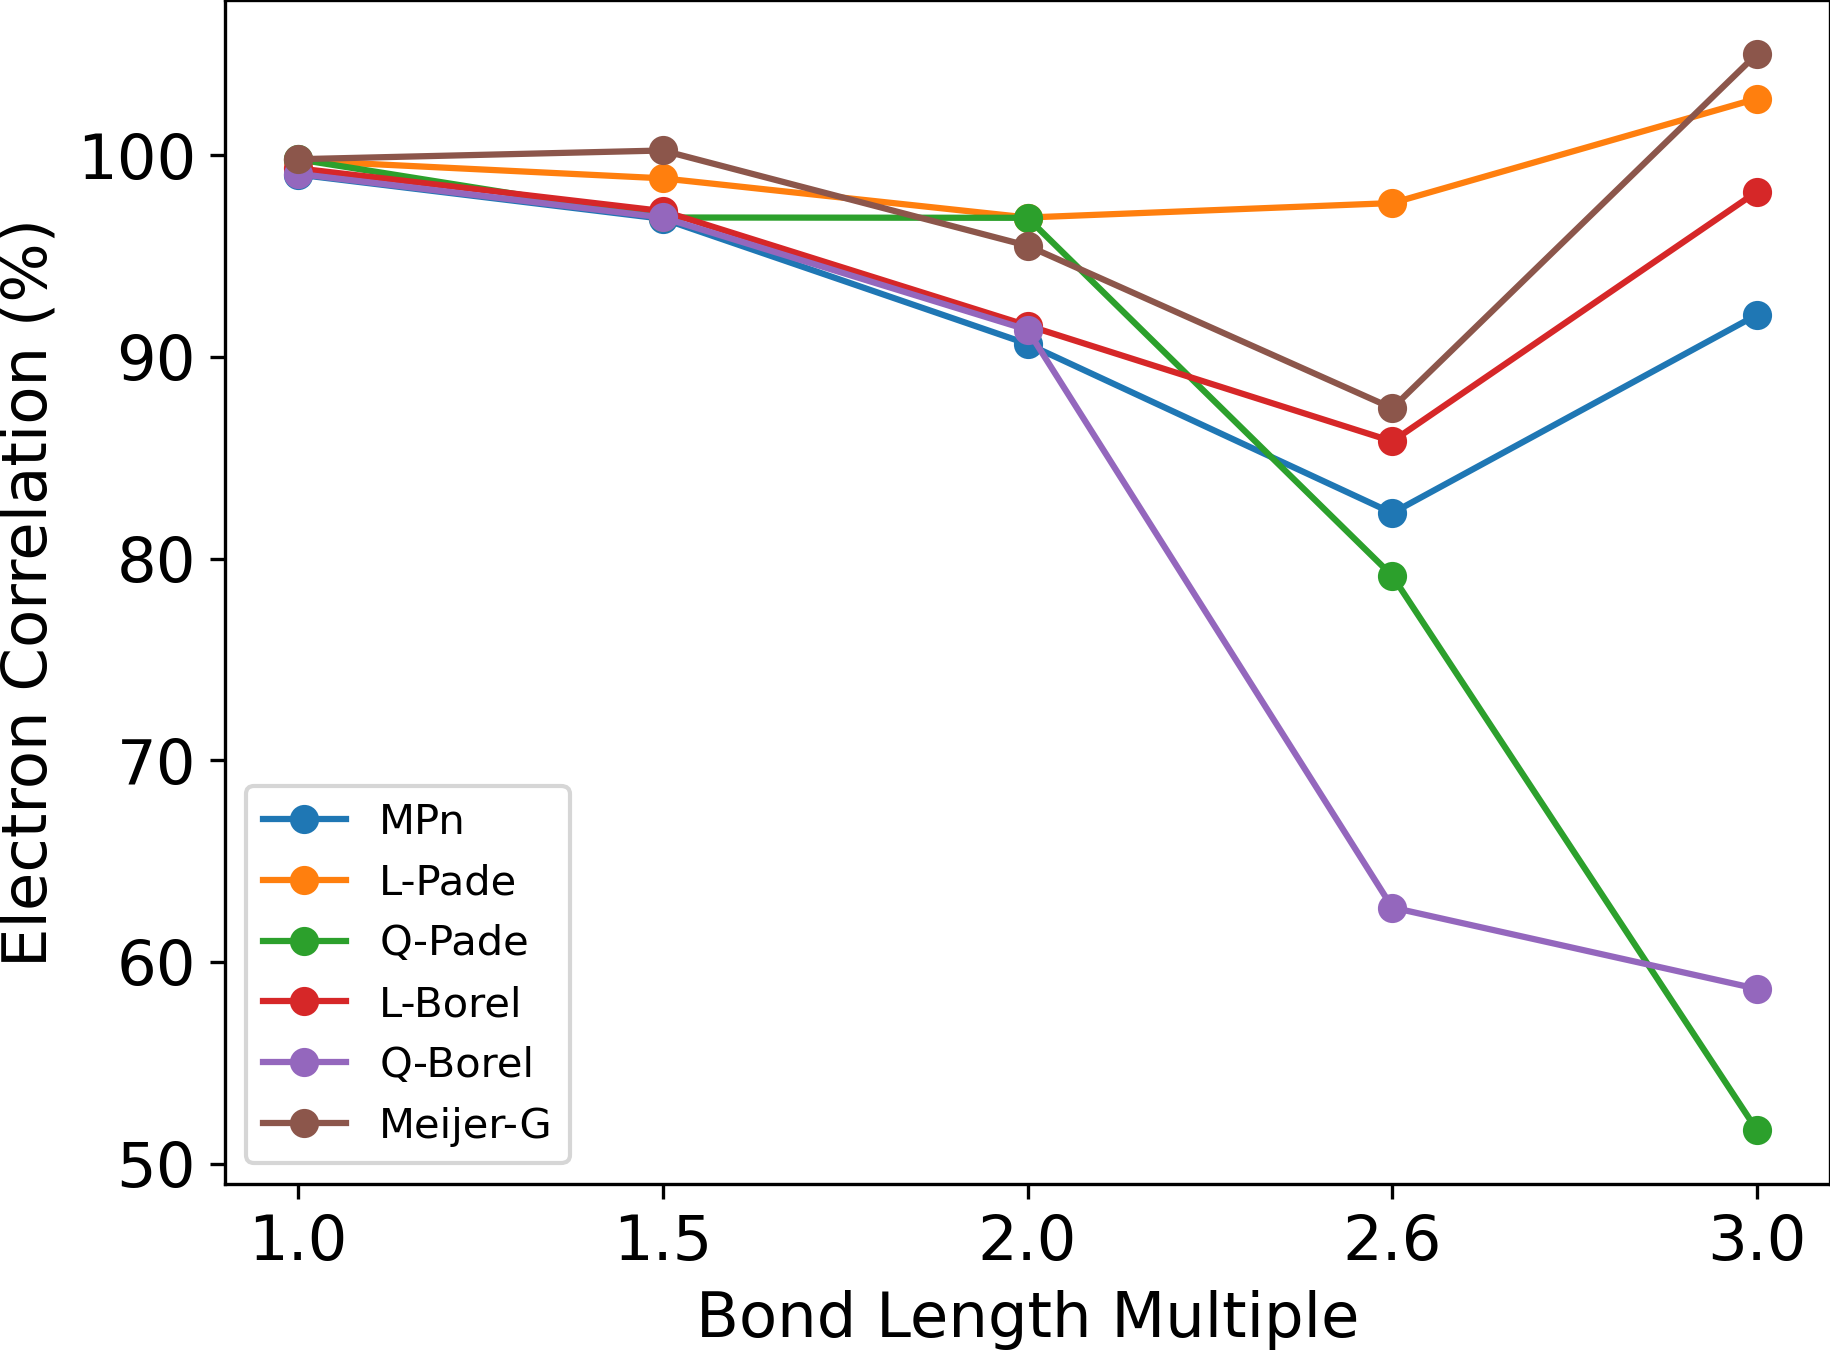 Electron Correlation (%)
100
90
80
70
60
50
MPn
L-Pade
Q-Pade
L-Borel
Q-Borel
Meijer-G
1.0 1.5 2.0 2.6 3.0
Bond Length Multiple